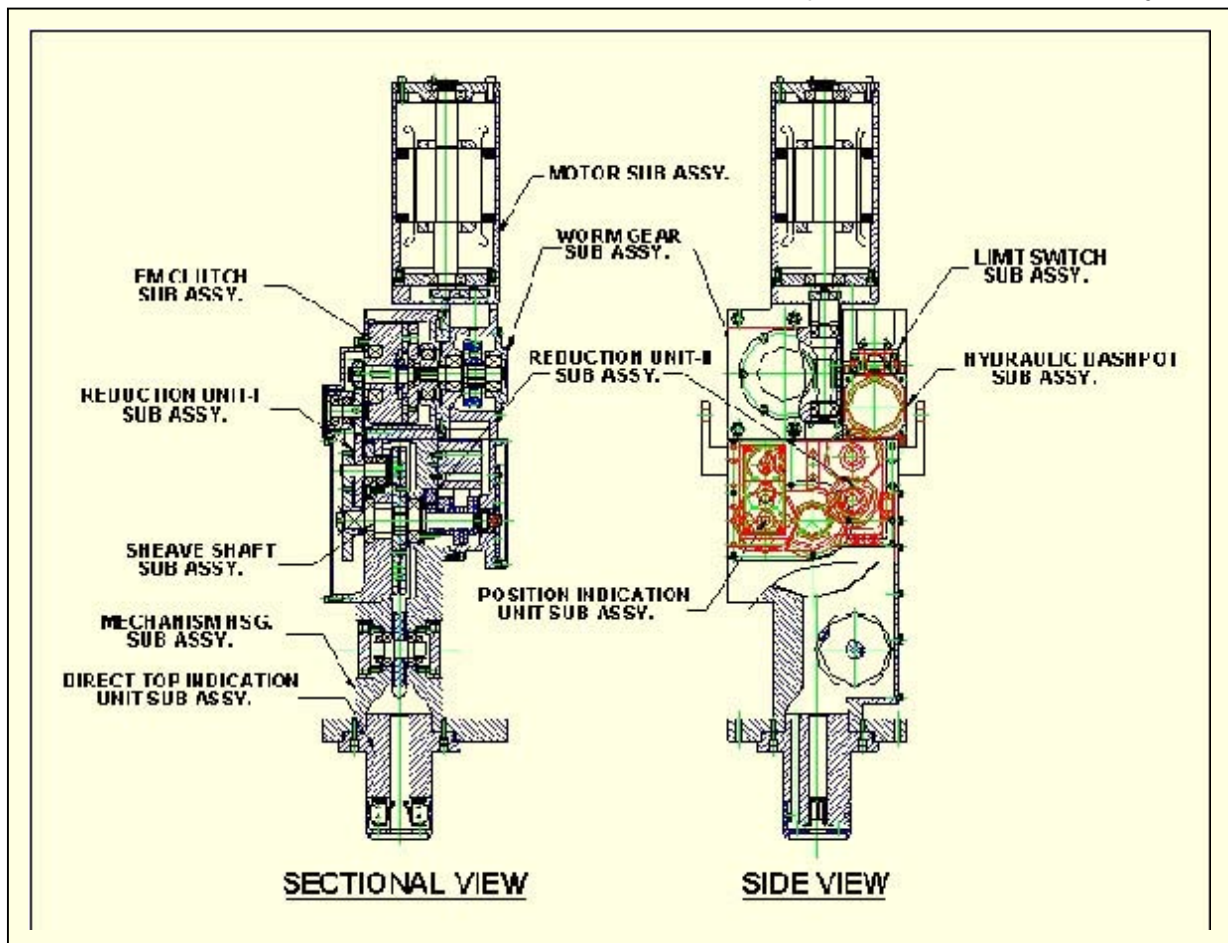 MOTOR SUB ASSY.
WORM GEAR
SUB ASSY.
LIMIT SWITCH
SUB ASSY.
EM CLUTCH
SUB ASSY.
REDUCTION UNIT-II
SUB ASSY.
HYDRAULIC DASHPOT
SUB ASSY.
REDUCTION UNIT-I
SUB ASSY.
SHEAVE SHAFT
SUB ASSY.
POSITION INDICATION
UNIT SUB ASSY.
MECHANISM HSG.
SUB ASSY.
DIRECT TOP INDICATION
UNIT SUB ASSY.
SECTIONAL VIEW
SIDE VIEW